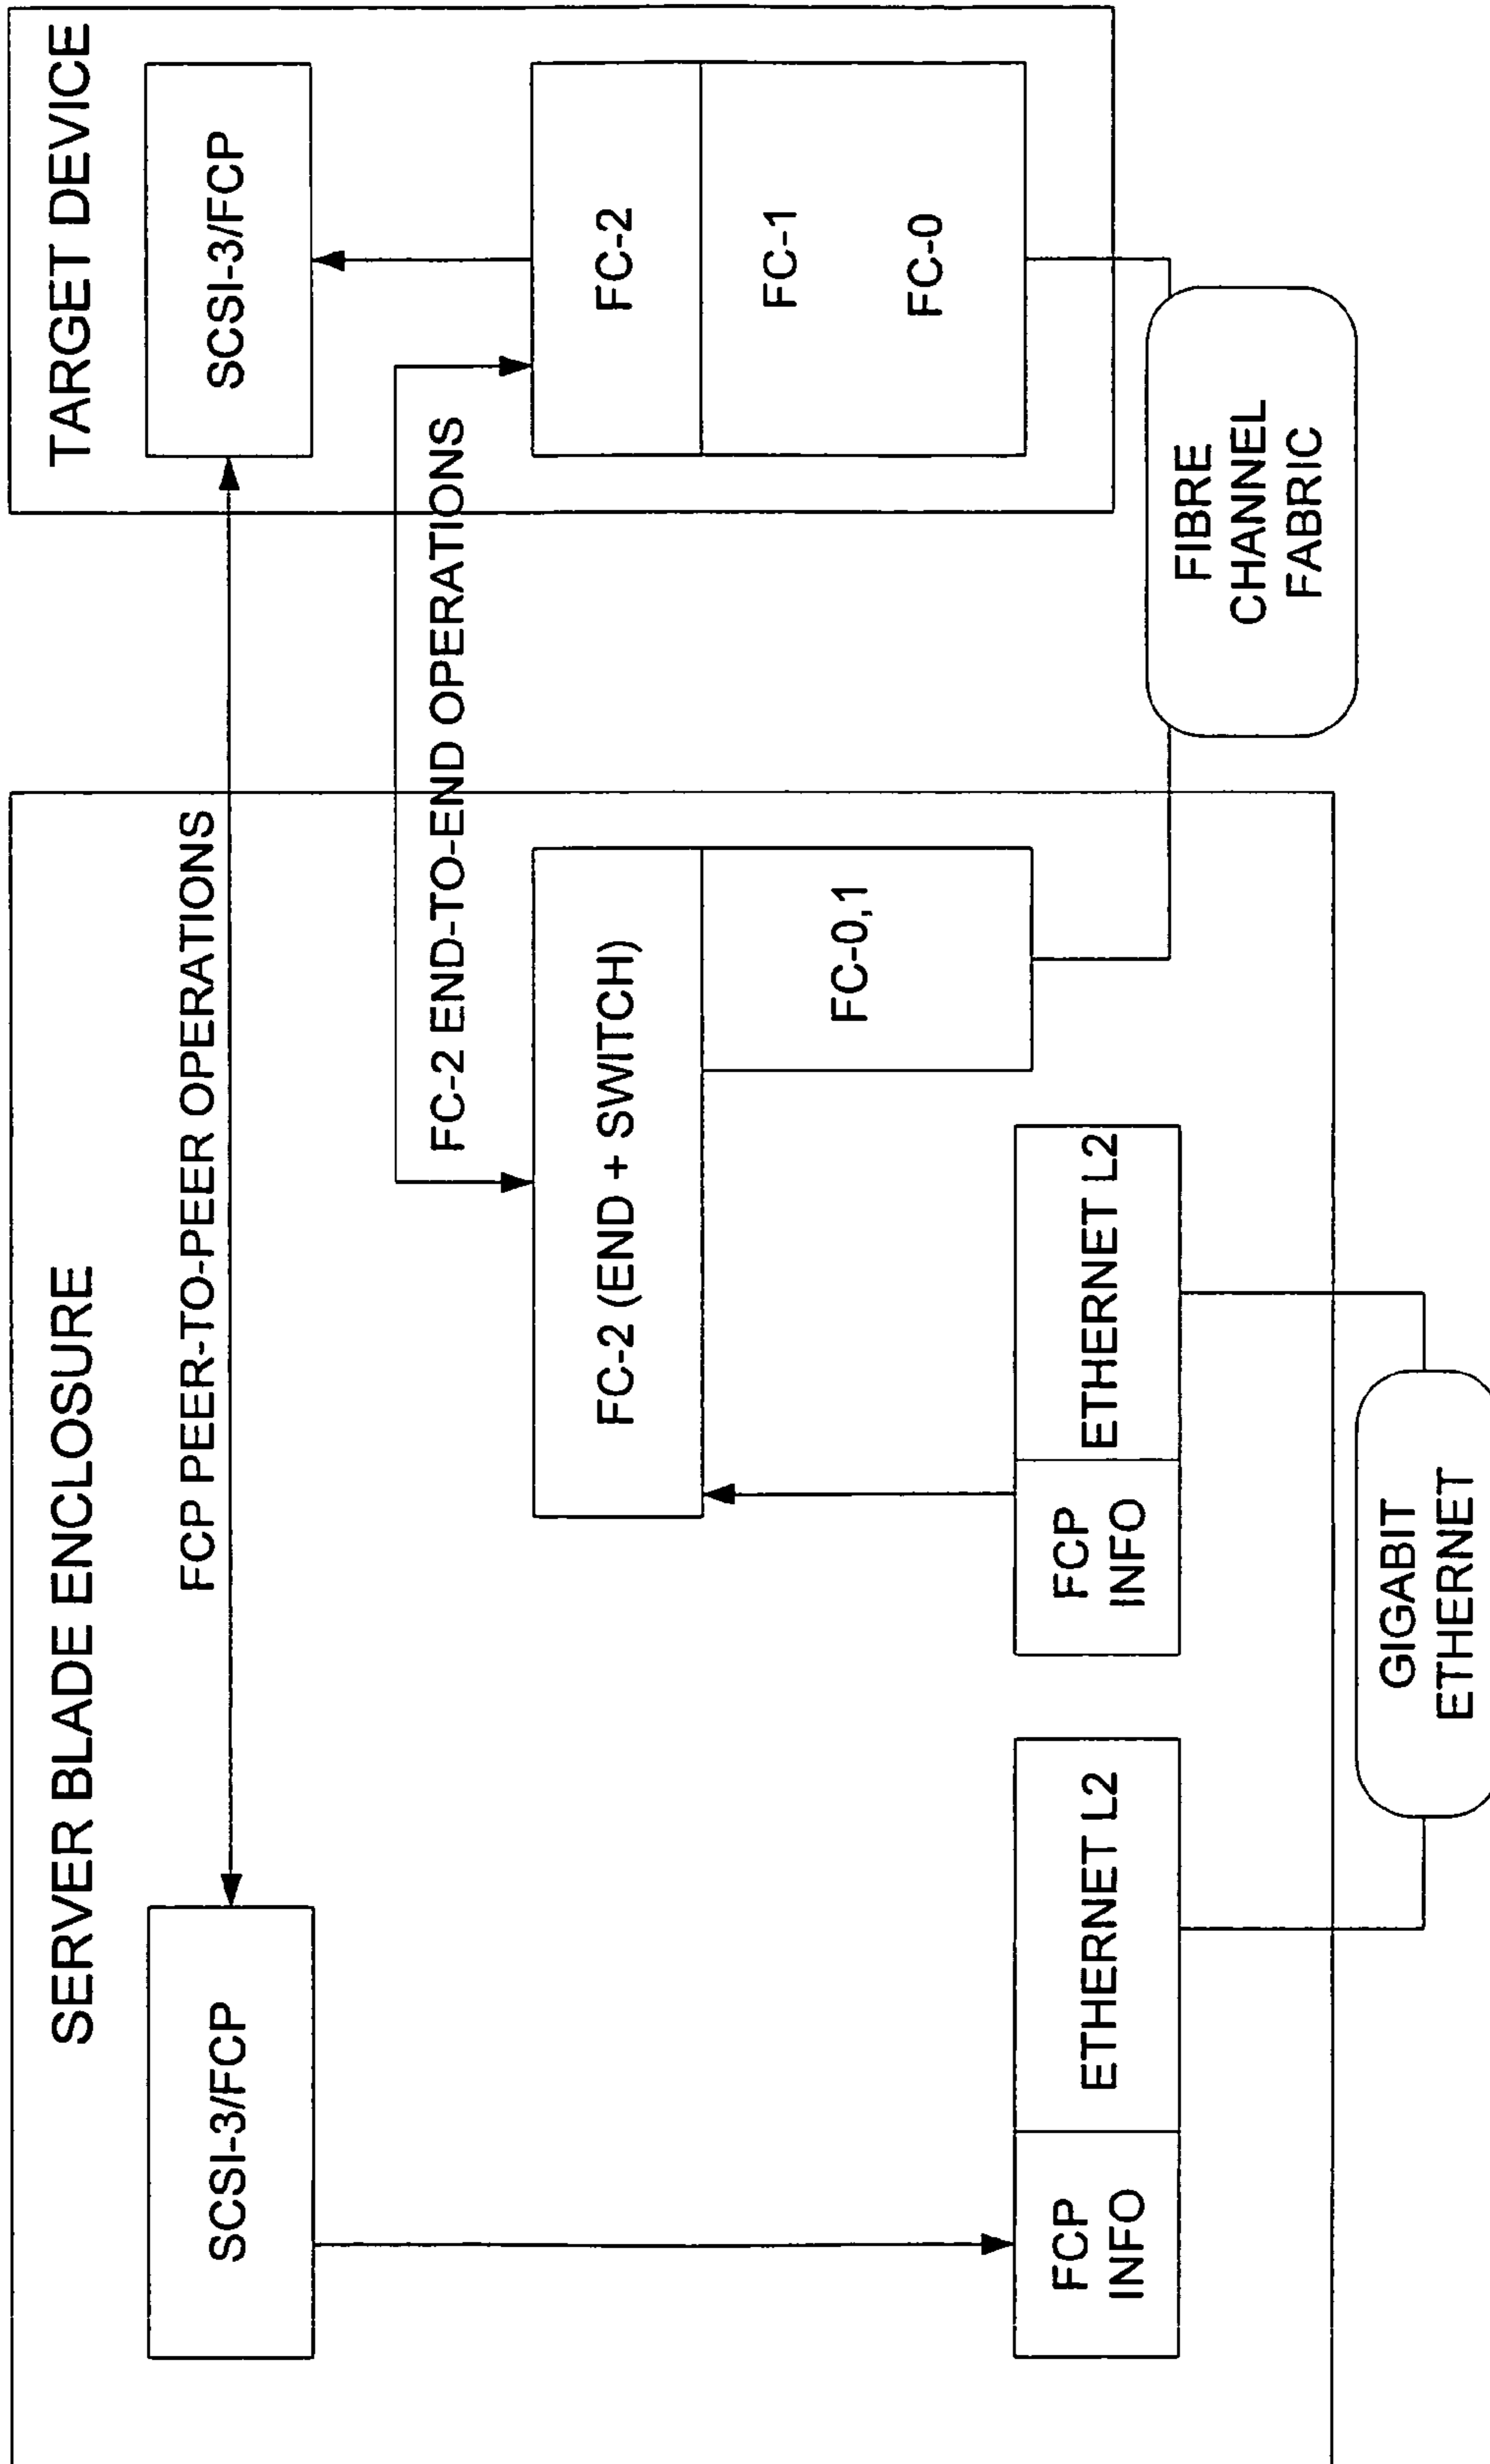 SERVER BLADE ENCLOSURE
TARGET DEVICE
SCSI-3/FCP
FCP PEER-TO-PEER OPERATIONS
SCSI-3/FCP
FC-2 END-TO-END OPERATIONS
FC-2 (END + SWITCH)
FC-2
FC-0,1
FC-1
FC-0
FCP
INFO
ETHERNET L2
FCP
INFO
ETHERNET L2
FIBRE
CHANNEL
FABRIC
GIGABIT
ETHERNET